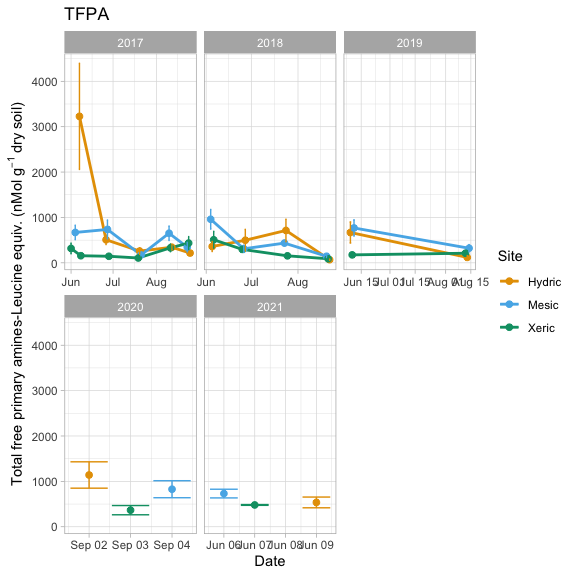 TFPA
2017 2018 2019
4000
3000
2000
1000
0
Jun Jul Aug Jun Jul Aug Jun 15 Jul 01 Jul 15 Aug 01 Aug 15
2020 2021
4000
3000
2000
1000
0
Sep 02 Sep 03 Sep 04 Jun 06 Jun 07 Jun 08 Jun 09
Date
Total free primary amines-Leucine equiv. (nMol g⁻¹ dry soil)
Site
Hydric
Mesic
Xeric